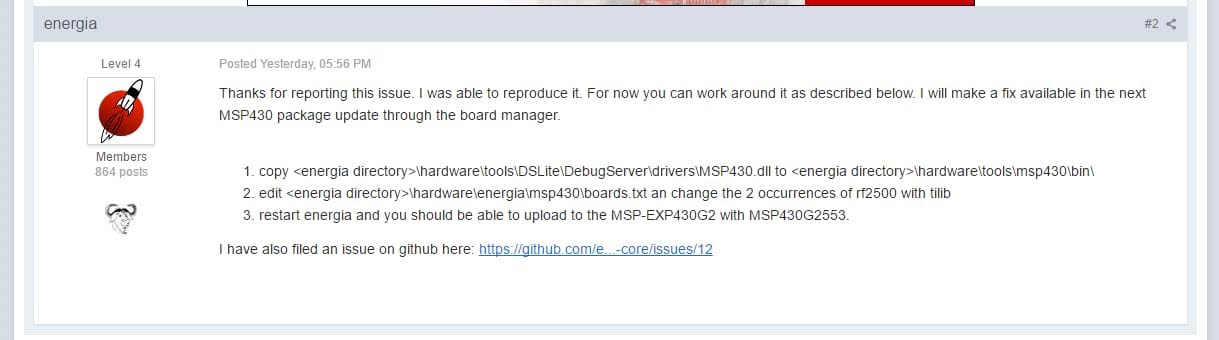 energia
#2
Level 4
Posted Yesterday, 05:56 PM
Thanks for reporting this issue. I was able to reproduce it. For now you can work around it as described below. I will make a fix available in the next
MSP430 package update through the board manager.
Members
864 posts
1. copy <energia directory>\hardware\tools\DSLite\DebugServer\drivers\MSP430.dll to <energia directory>\hardware\tools\msp430\bin\
2. edit <energia directory>\hardware\energia\msp430\boards.txt an change the 2 occurrences of rf2500 with tilib
3. restart energia and you should be able to upload to the MSP-EXP430G2 with MSP430G2553.
I have also filed an issue on github here: https://github.com/e...-core/issues/12